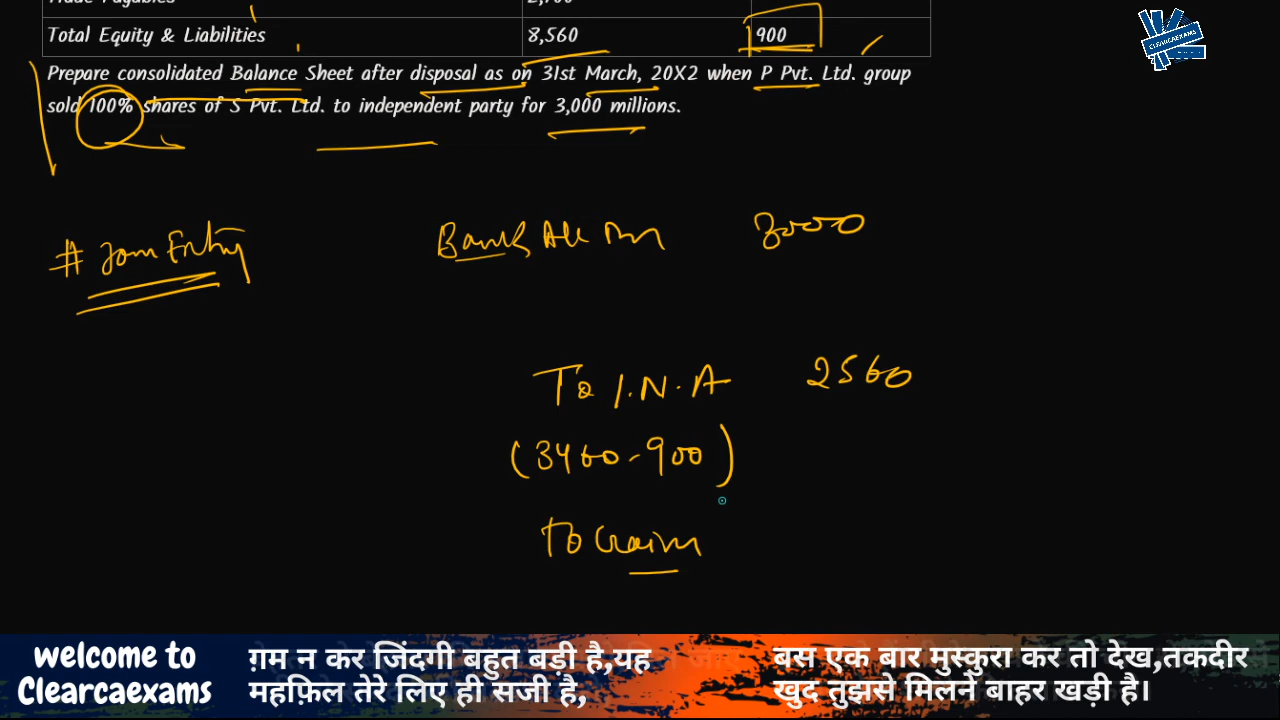 Total Equity & Liabilities 8,560 900
CLEARCAEXAMS
Prepare consolidated Balance Sheet after disposal as on 31st March, 20X2 when P Pvt. Ltd. group
sold 100% shares of S Pvt. Ltd. to independent party for 3,000 millions.
# Jour Entry Bank A/c Dr 3000
To I.N.A 2560
(3460-900)
To
welcome to
Clearcaexams
ग़म न कर जिंदगी बहुत बड़ी है,यह
महफ़िल तेरे लिए ही सजी है,
बस एक बार मुस्कुरा कर तो देख,तकदीर
खुद तुझसे मिलने बाहर खड़ी है।